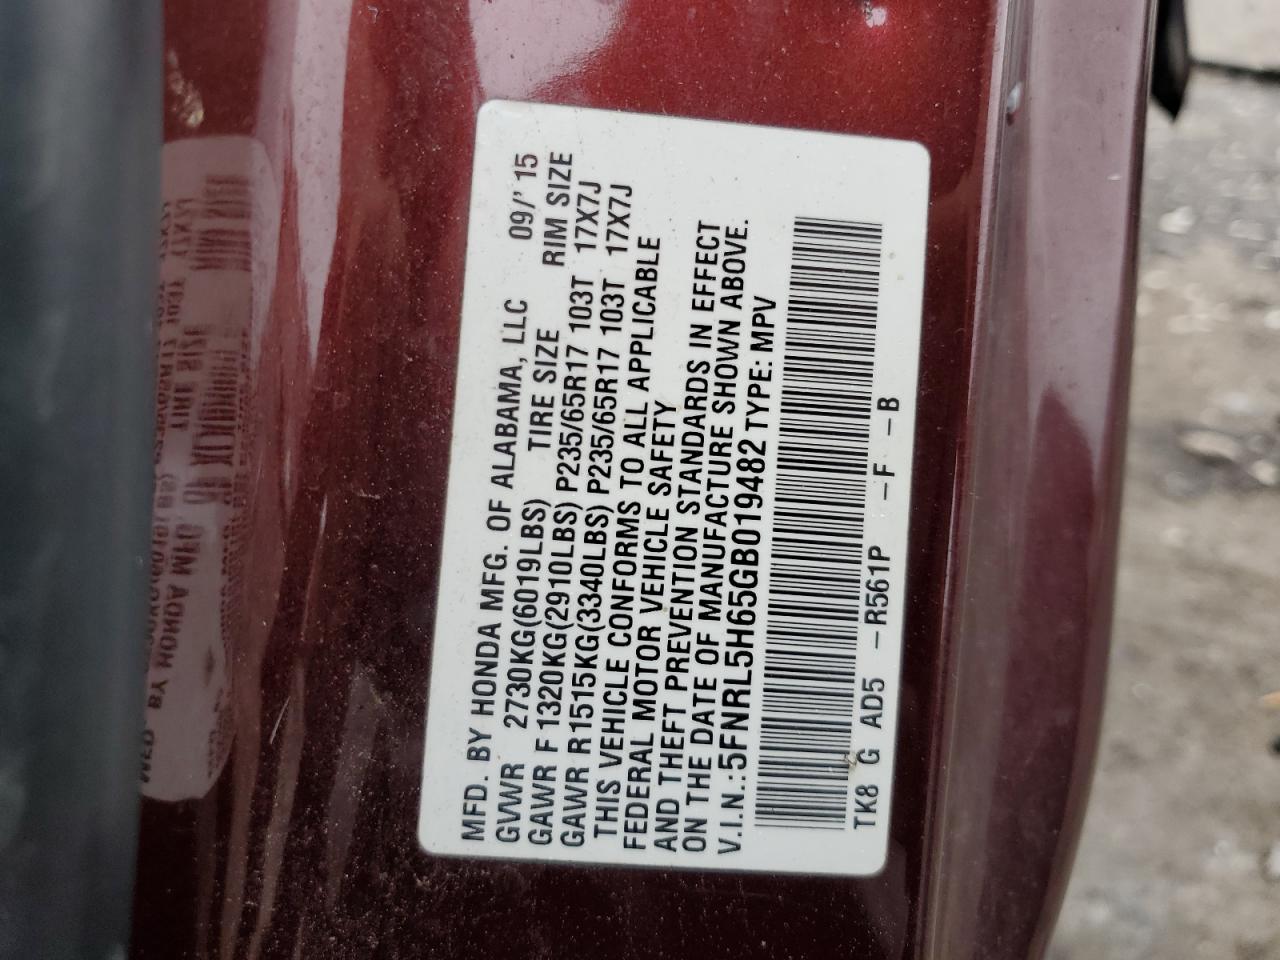 MFD. BY HONDA MFG. OF ALABAMA, LLC 09/' 15
GVWR 2730KG(6019LBS) TIRE SIZE RIM SIZE
GAWR F 1320KG(2910LBS) P235/65R17 103T 17X7J
GAWR R1515KG(3340LBS) P235/65R17 103T 17X7J
THIS VEHICLE CONFORMS TO ALL APPLICABLE
FEDERAL MOTOR VEHICLE SAFETY
AND THEFT PREVENTION STANDARDS IN EFFECT
ON THE DATE OF MANUFACTURE SHOWN ABOVE.
V.I.N.:5FNRL5H65GB019482 TYPE: MPV
TK8 G AD5 -R561P -F -B